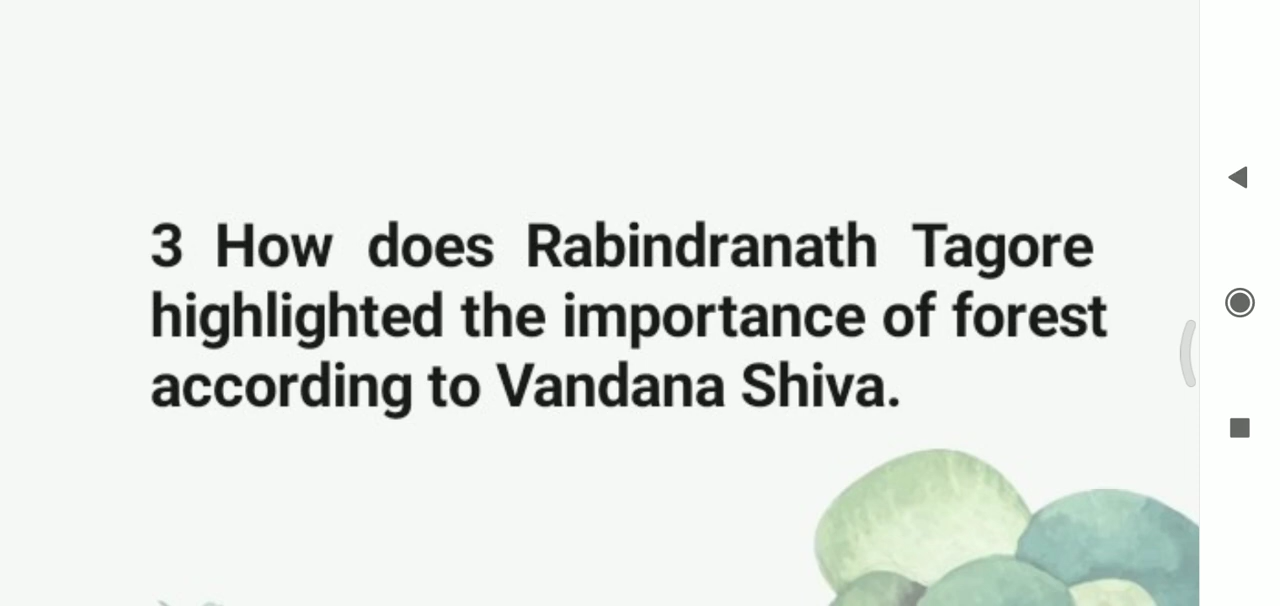 3 How does Rabindranath Tagore
highlighted the importance of forest
according to Vandana Shiva.